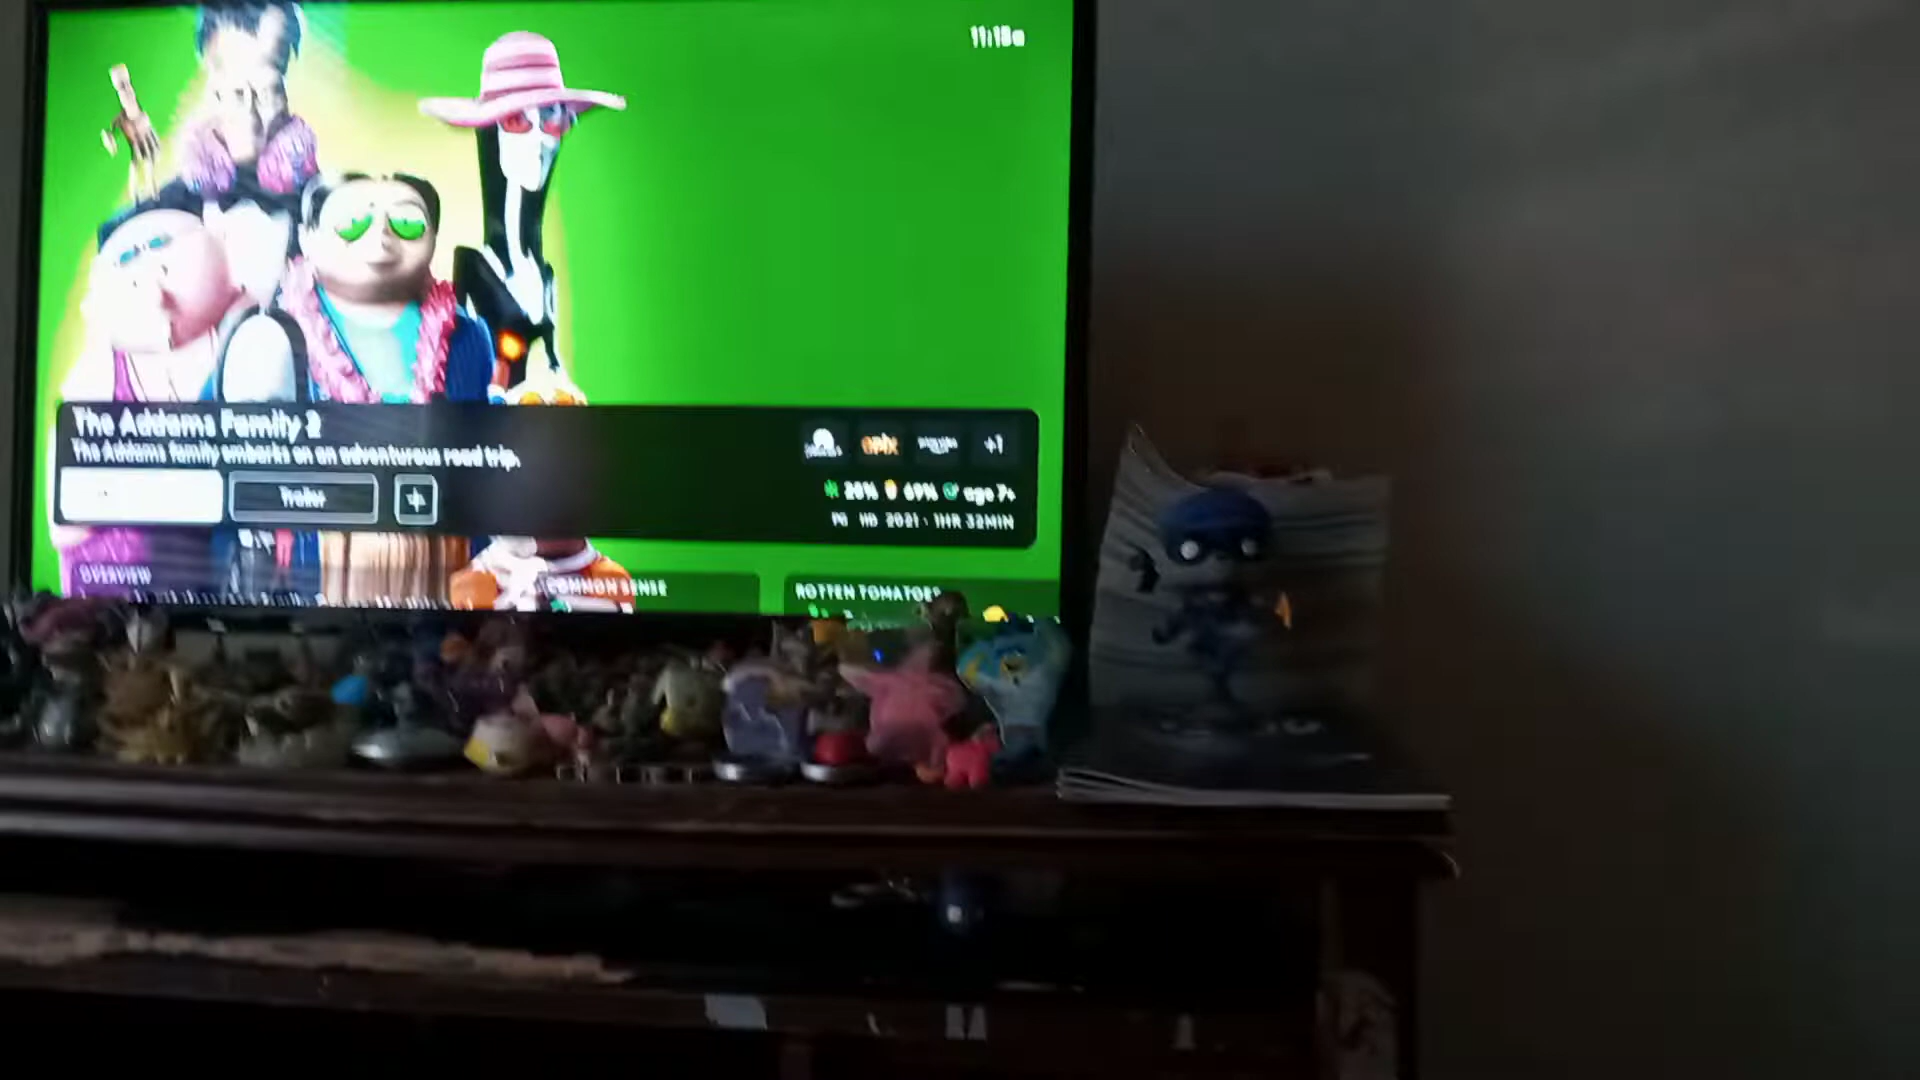 11:15a
The Addams Family 2
The Addams family embarks on an adventurous road trip.
epix
+1
Trailer
28% 69% age 7+
PG HD 2021 · 1HR 32MIN
OVERVIEW
COMMON SENSE
ROTTEN TOMATOES